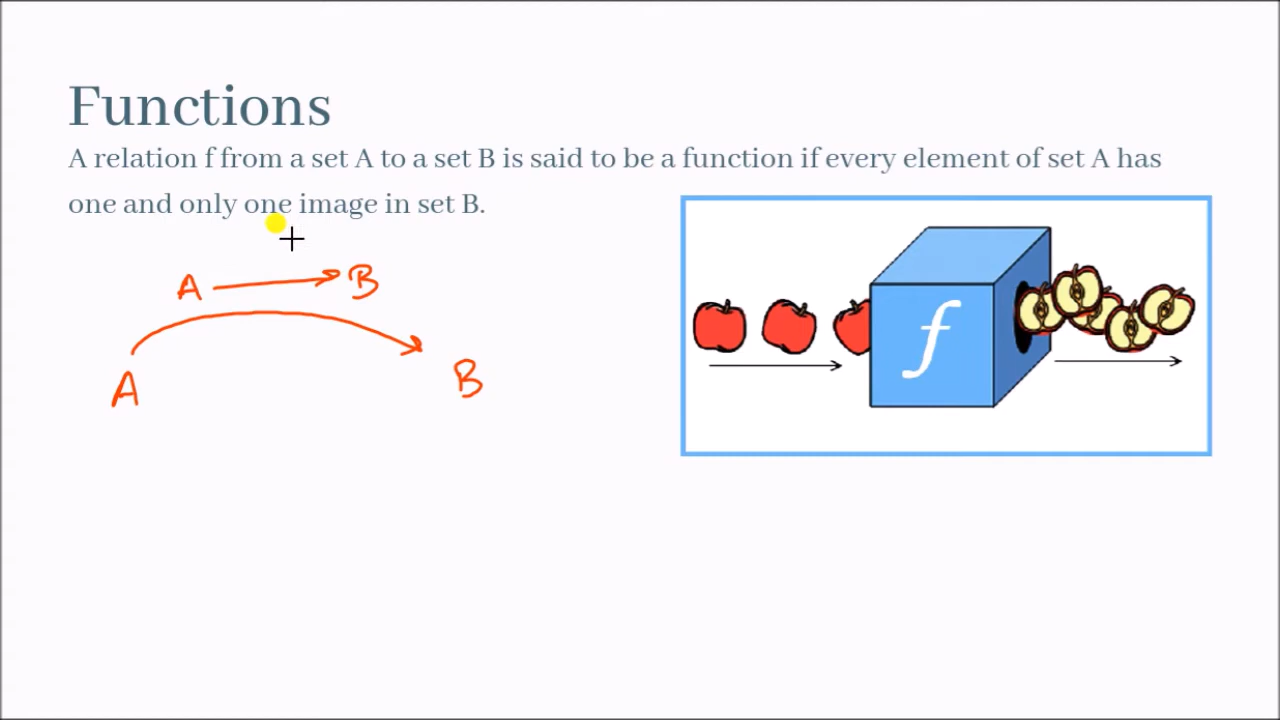 Functions
A relation f from a set A to a set B is said to be a function if every element of set A has
one and only one image in set B.
A B
A B
f